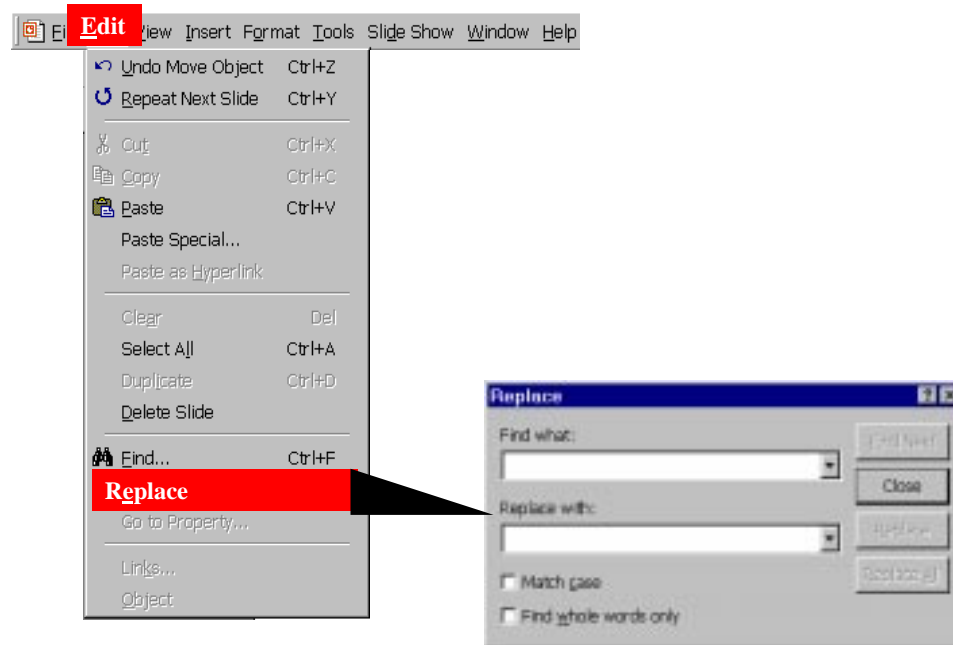 Fi Edit View Insert Format Tools Slide Show Window Help
Undo Move Object Ctrl+Z
Repeat Next Slide Ctrl+Y
Cut Ctrl+X
Copy Ctrl+C
Paste Ctrl+V
Paste Special...
Paste as Hyperlink
Clear Del
Select All Ctrl+A
Duplicate Ctrl+D
Delete Slide
Find... Ctrl+F
Replace
Go to Property...
Links...
Object
Replace
Find what:
Find Next
Close
Replace with:
Replace
Replace All
Match case
Find whole words only